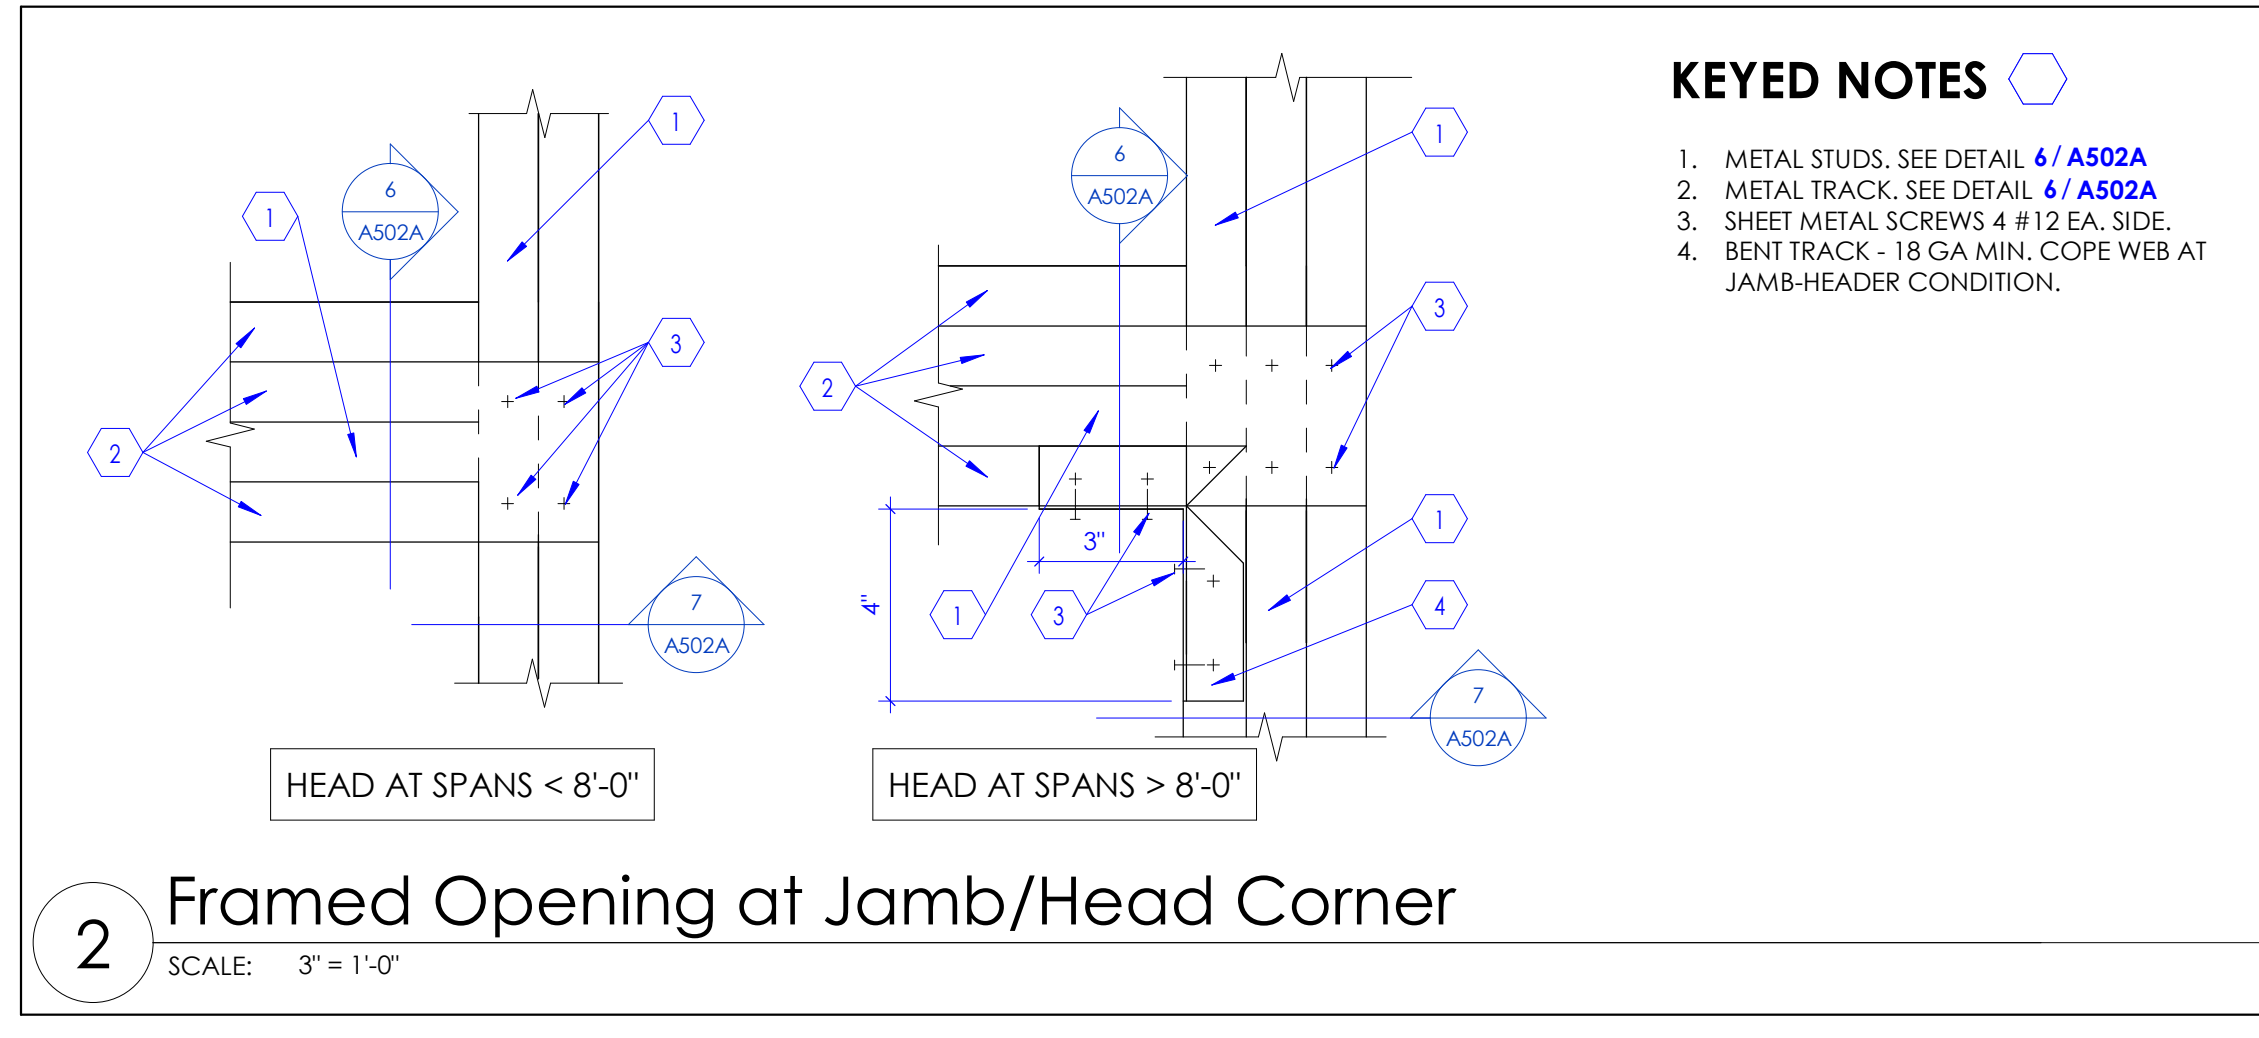 KEYED NOTES
1. METAL STUDS. SEE DETAIL 6/A502A
2. METAL TRACK. SEE DETAIL 6/A502A
3. SHEET METAL SCREWS 4 #12 EA. SIDE.
4. BENT TRACK - 18 GA MIN. COPE WEB AT
JAMB-HEADER CONDITION.
1
6
A502A
1
3
2
7
A502A
HEAD AT SPANS < 8'-0"
6
A502A
1
3
2
1
3"
4"
1
3
4
7
A502A
HEAD AT SPANS > 8'-0"
2
Framed Opening at Jamb/Head Corner
SCALE: 3" = 1'-0"